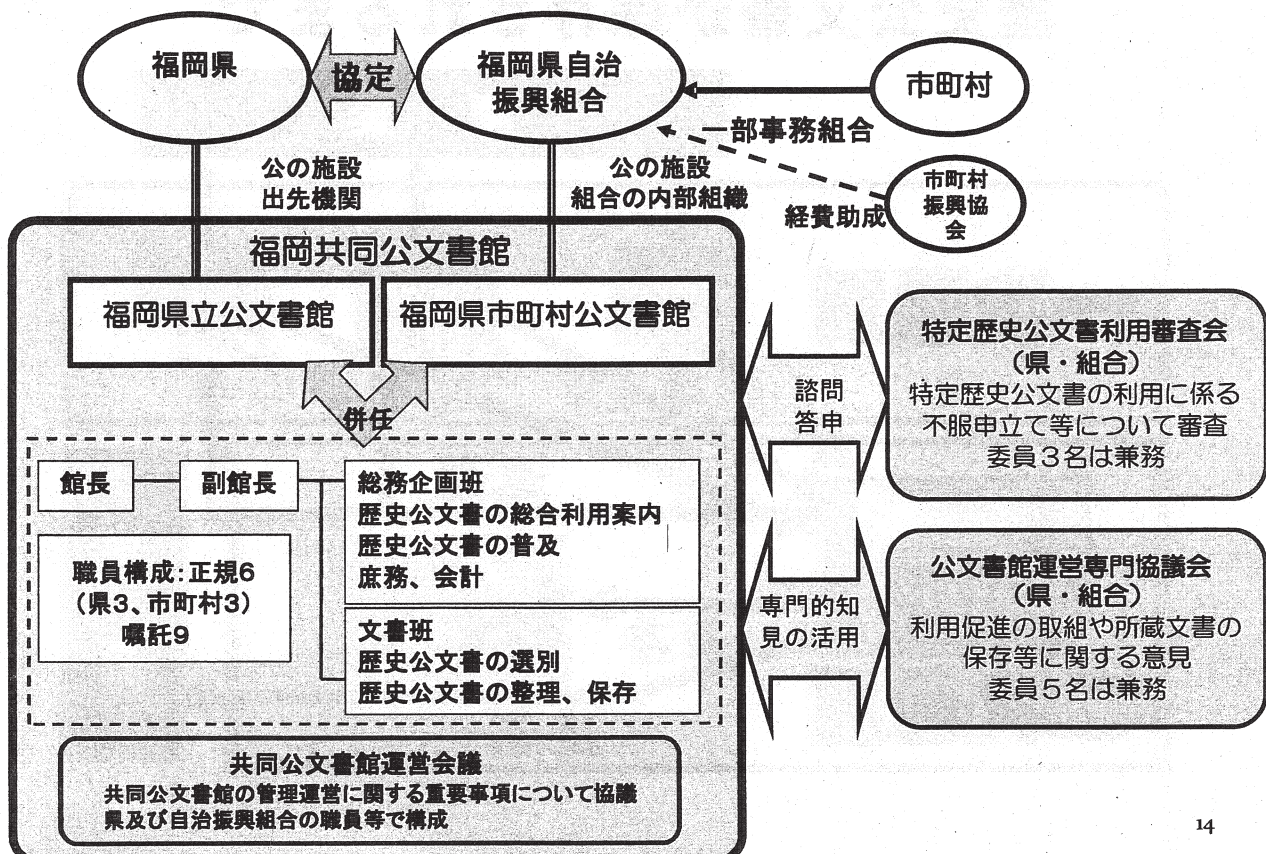 福岡県
協定
福岡県自治
振興組合
市町村
一部事務組合
市町村
振興協
会
経費助成
公の施設
出先機関
公の施設
組合の内部組織
福岡共同公文書館
福岡県立公文書館
福岡県市町村公文書館
併任
館長
副館長
総務企画班
歴史公文書の総合利用案内
歴史公文書の普及
庶務、会計
職員構成:正規6
(県3、市町村3)
嘱託9
文書班
歴史公文書の選別
歴史公文書の整理、保存
共同公文書館運営会議
共同公文書館の管理運営に関する重要事項について協議
県及び自治振興組合の職員等で構成
諮問
答申
特定歴史公文書利用審査会
(県・組合)
特定歴史公文書の利用に係る
不服申立て等について審査
委員3名は兼務
専門的知
見の活用
公文書館運営専門協議会
(県・組合)
利用促進の取組や所蔵文書の
保存等に関する意見
委員5名は兼務
14